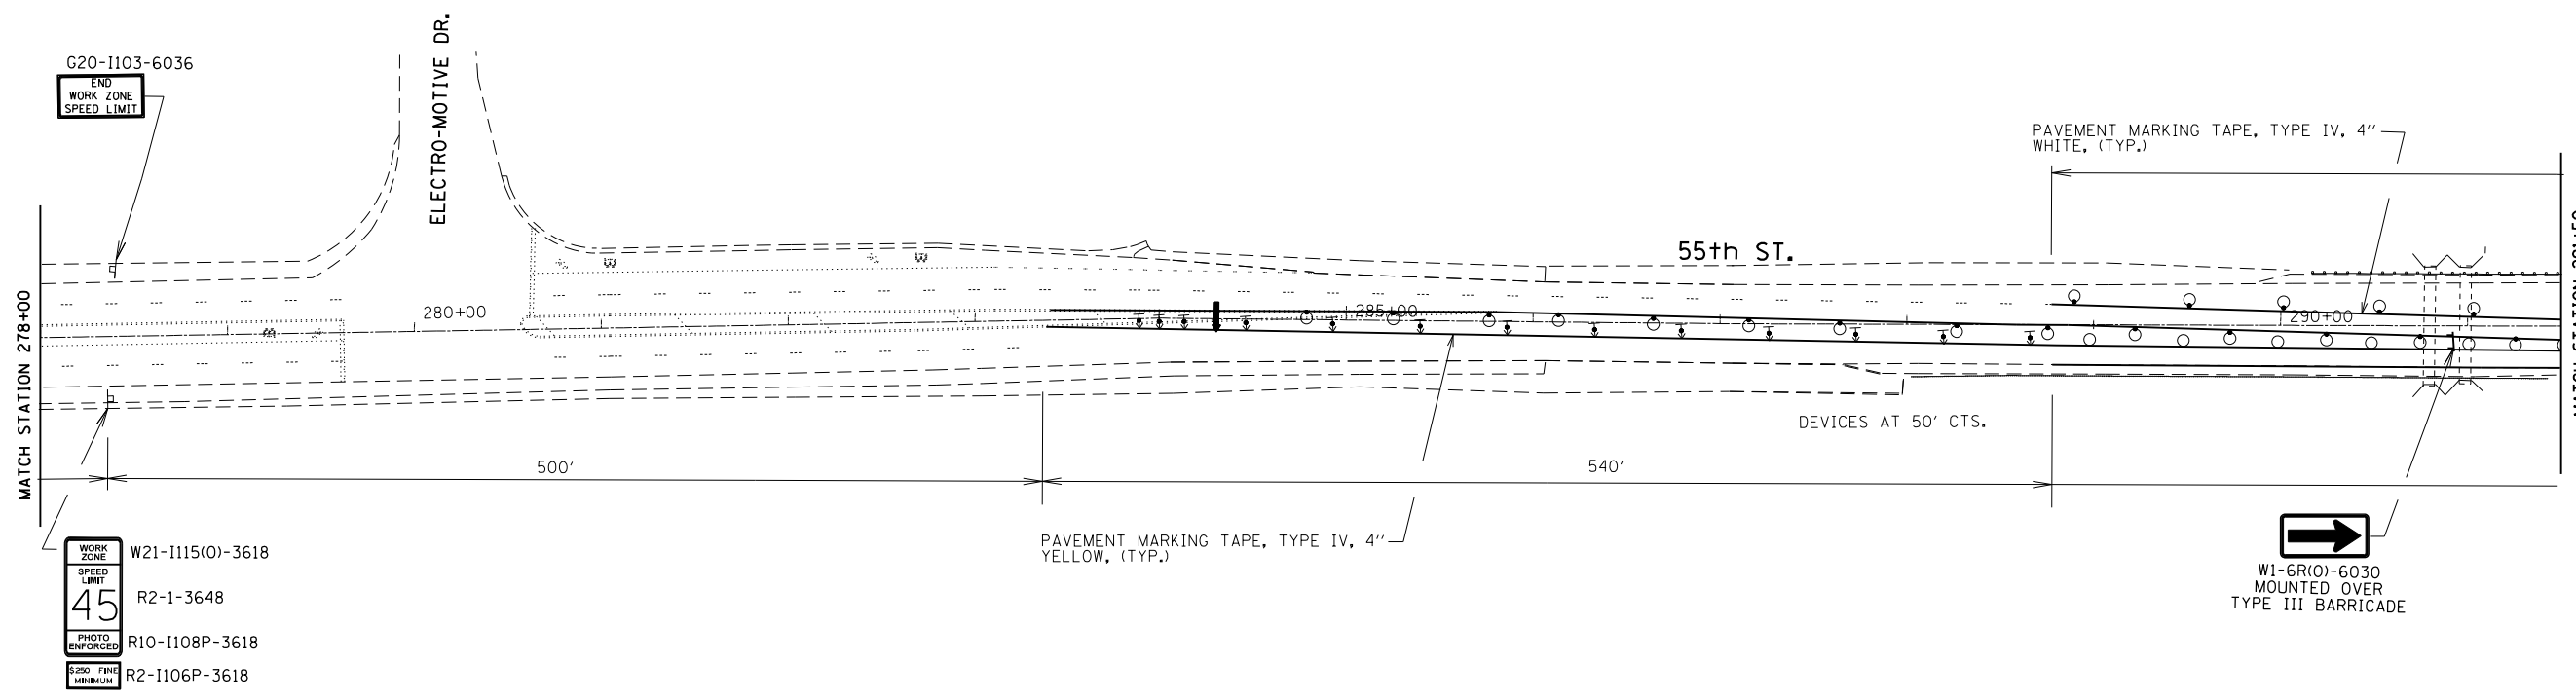 G20-I103-6036
END
WORK ZONE
SPEED LIMIT
ELECTRO-MOTIVE DR.
PAVEMENT MARKING TAPE, TYPE IV, 4"
WHITE, (TYP.)
55th ST.
MATCH STATION 278+00
280+00
285+00
290+00
DEVICES AT 50' CTS.
500'
540'
PAVEMENT MARKING TAPE, TYPE IV, 4"
YELLOW, (TYP.)
WORK
ZONE
W21-I115(O)-3618
SPEED
LIMIT
45
R2-1-3648
PHOTO
ENFORCED
R10-I108P-3618
$250 FINE
MINIMUM
R2-I106P-3618
W1-6R(O)-6030
MOUNTED OVER
TYPE III BARRICADE